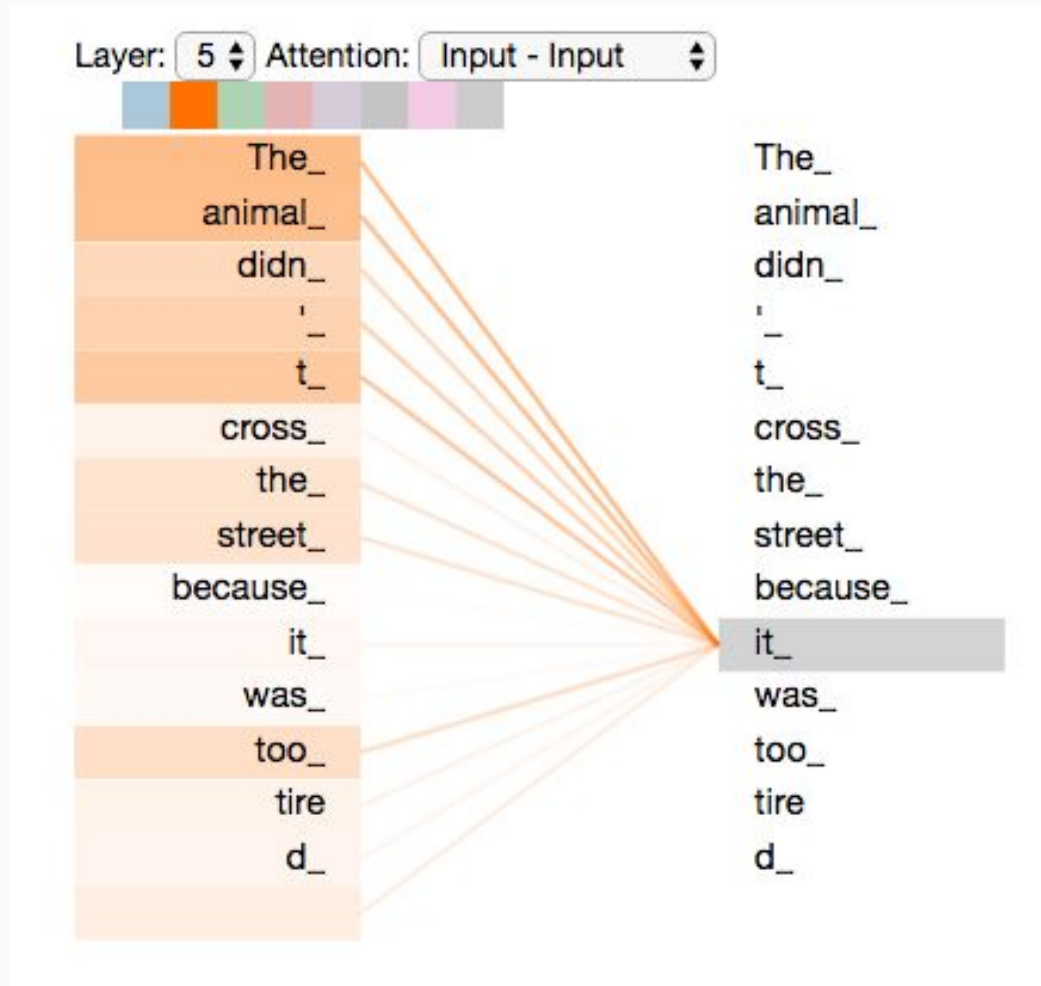 Layer: 5 Attention: Input - Input
The_ The_
animal_ animal_
didn_ didn_
'_ '_
t_ t_
cross_ cross_
the_ the_
street_ street_
because_ because_
it_ it_
was_ was_
too_ too_
tire tire
d_ d_